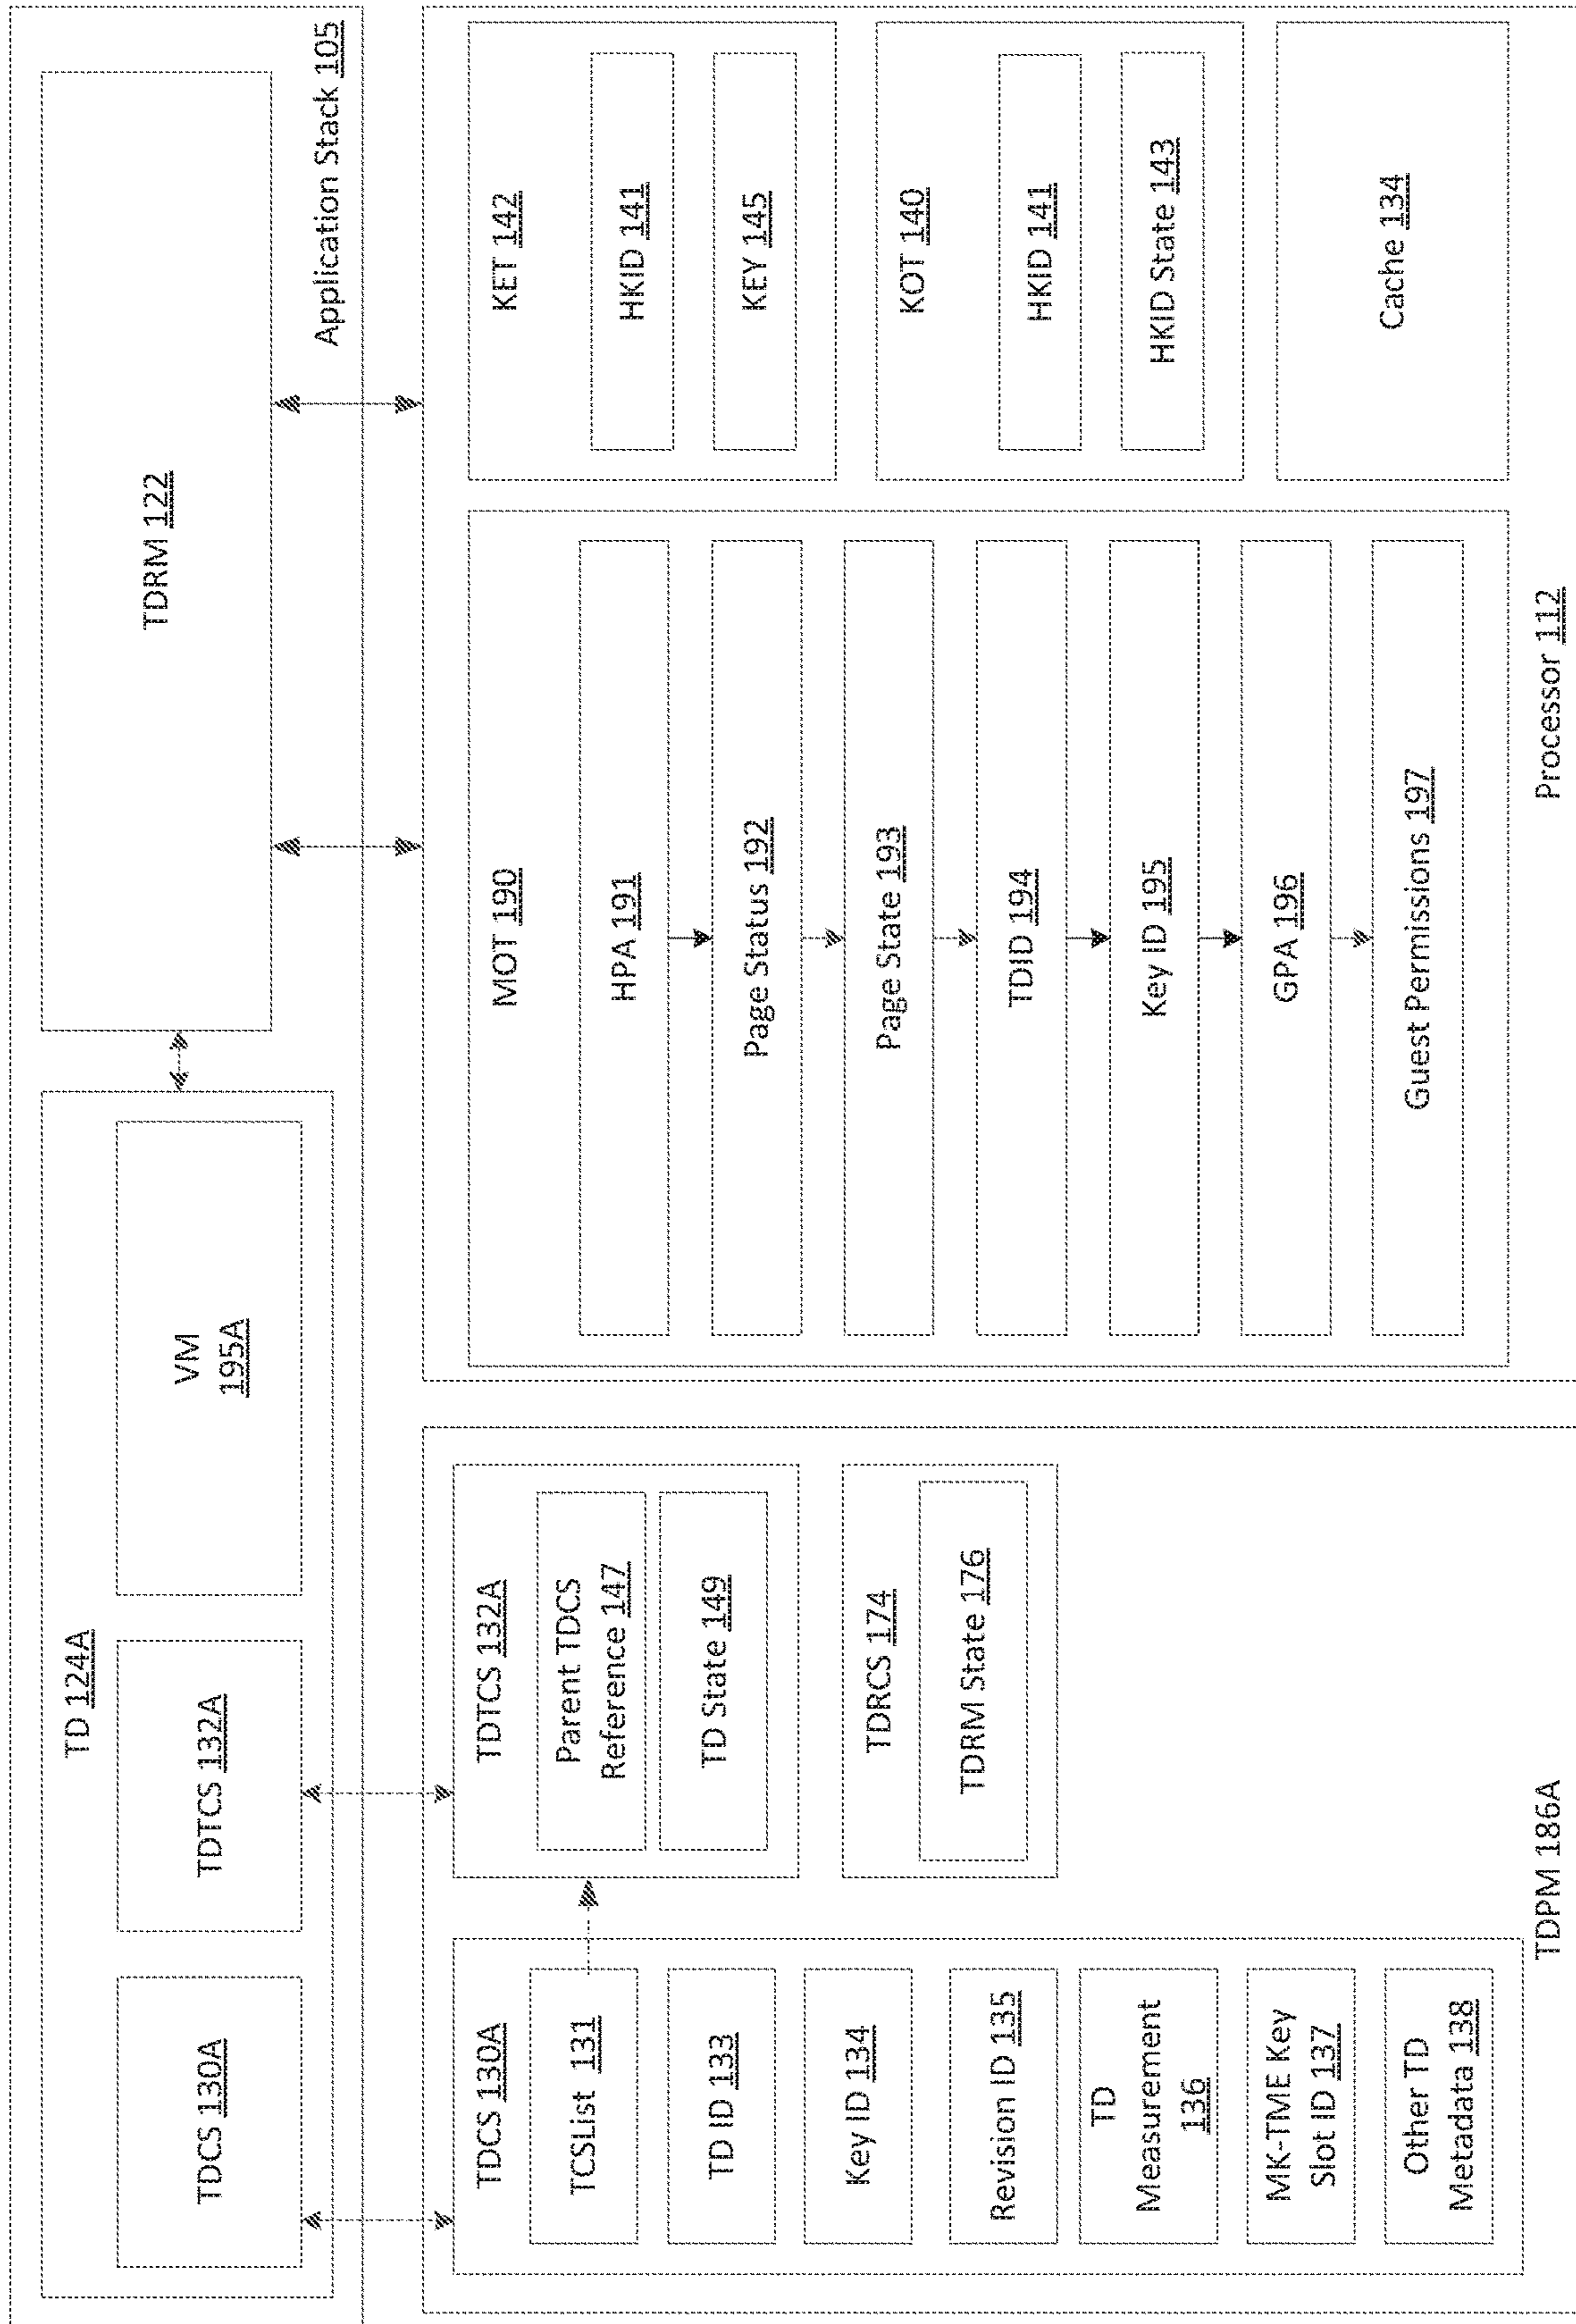 TD 124A
TDCS 130A
TDTCS 132A
VM
195A
TDRM 122
Application Stack 105
TDCS 130A
TCSList 131
TD ID 133
Key ID 134
Revision ID 135
TD
Measurement
136
MK-TME Key
Slot ID 137
Other TD
Metadata 138
TDTCS 132A
Parent TDCS
Reference 147
TD State 149
TDRCS 174
TDRM State 176
TDPM 186A
MOT 190
HPA 191
Page Status 192
Page State 193
TDID 194
Key ID 195
GPA 196
Guest Permissions 197
KET 142
HKID 141
KEY 145
KOT 140
HKID 141
HKID State 143
Cache 134
Processor 112